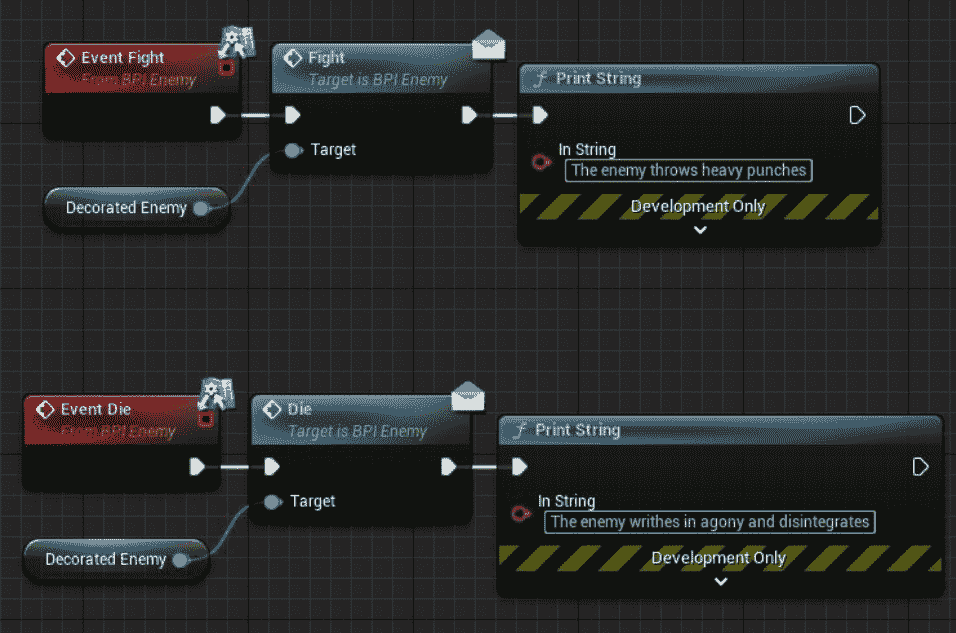 Event Fight
From BPI Enemy
Fight
Target is BPI Enemy
Target
Decorated Enemy
Print String
In String
The enemy throws heavy punches
Development Only
Event Die
From BPI Enemy
Die
Target is BPI Enemy
Target
Decorated Enemy
Print String
In String
The enemy writhes in agony and disintegrates
Development Only